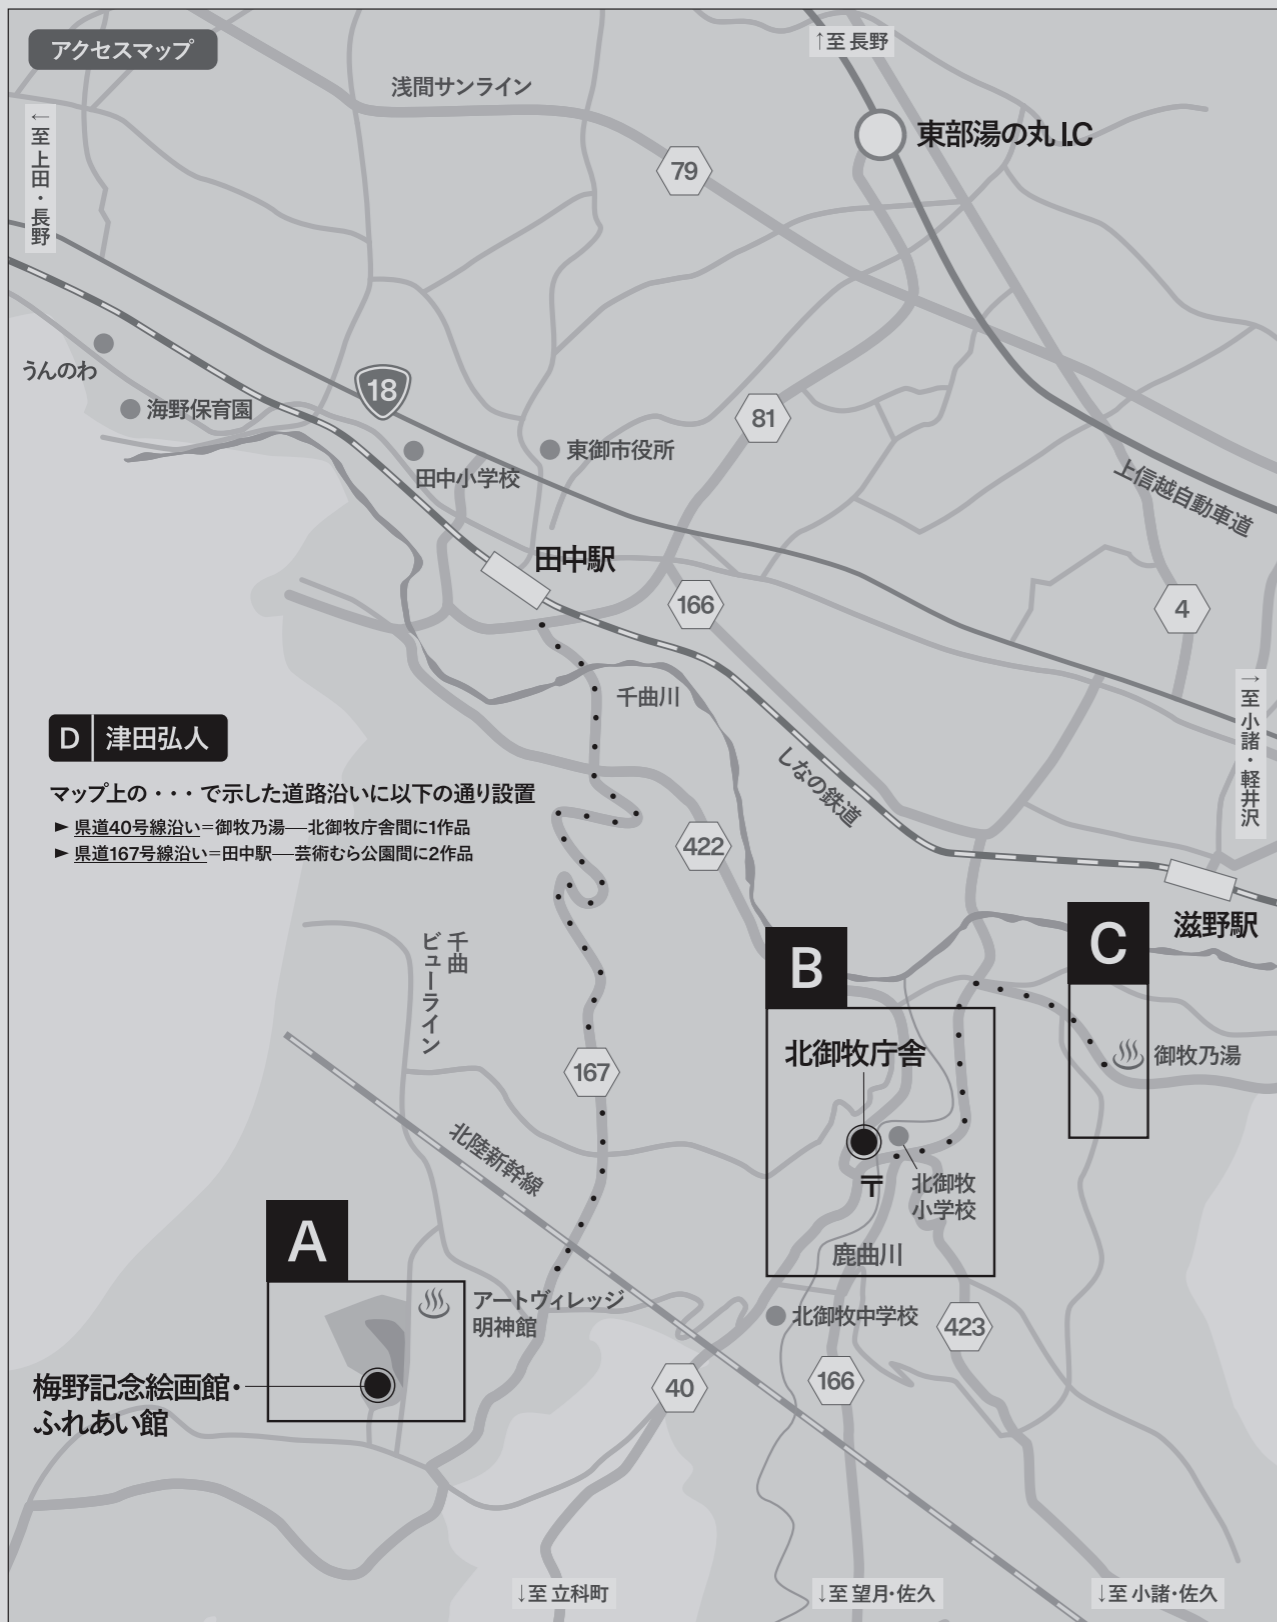 アクセスマップ
↑至 長野
浅間サンライン
東部湯の丸 I.C
←至 上田・長野
79
うんのわ
18
海野保育園
81
田中小学校
東御市役所
上信越自動車道
田中駅
166
4
千曲川
→至 小諸・軽井沢
D 津田弘人
マップ上の・・・で示した道路沿いに以下の通り設置
► 県道40号線沿い=御牧乃湯—北御牧庁舎間に1作品
► 県道167号線沿い=田中駅—芸術むら公園間に2作品
しなの鉄道
422
滋野駅
千曲
ビューライン
B
C
北御牧庁舎
御牧乃湯
167
北陸新幹線
〒
北御牧
小学校
鹿曲川
A
アートヴィレッジ
明神館
北御牧中学校
423
梅野記念絵画館・
ふれあい館
40
166
↓至 立科町
↓至 望月・佐久
↓至 小諸・佐久